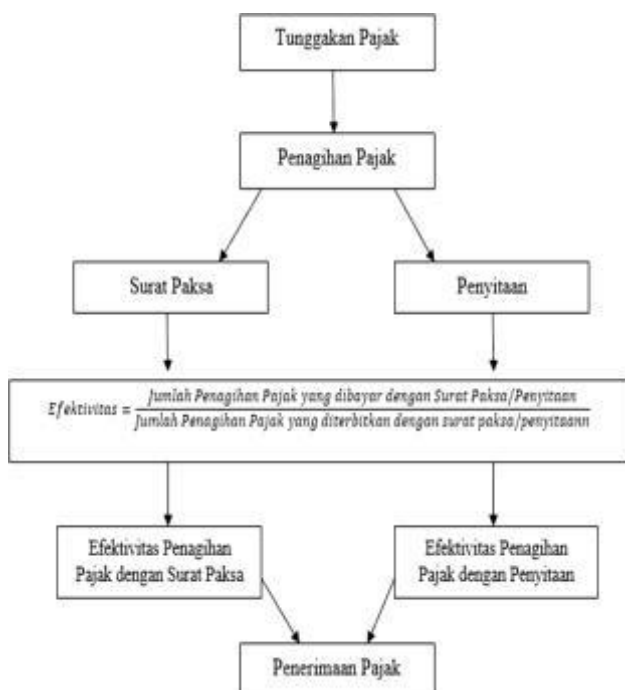 Tunggakan Pajak
Penagihan Pajak
Surat Paksa
Penyitaan
Efektivitas = Jumlah Penagihan Pajak yang dibayar dengan Surat Paksa/Penyitaan
Jumlah Penagihan Pajak yang diterbitkan dengan surat paksa/penyitaann
Efektivitas Penagihan
Pajak dengan Surat Paksa
Efektivitas Penagihan
Pajak dengan Penyitaan
Penerimaan Pajak